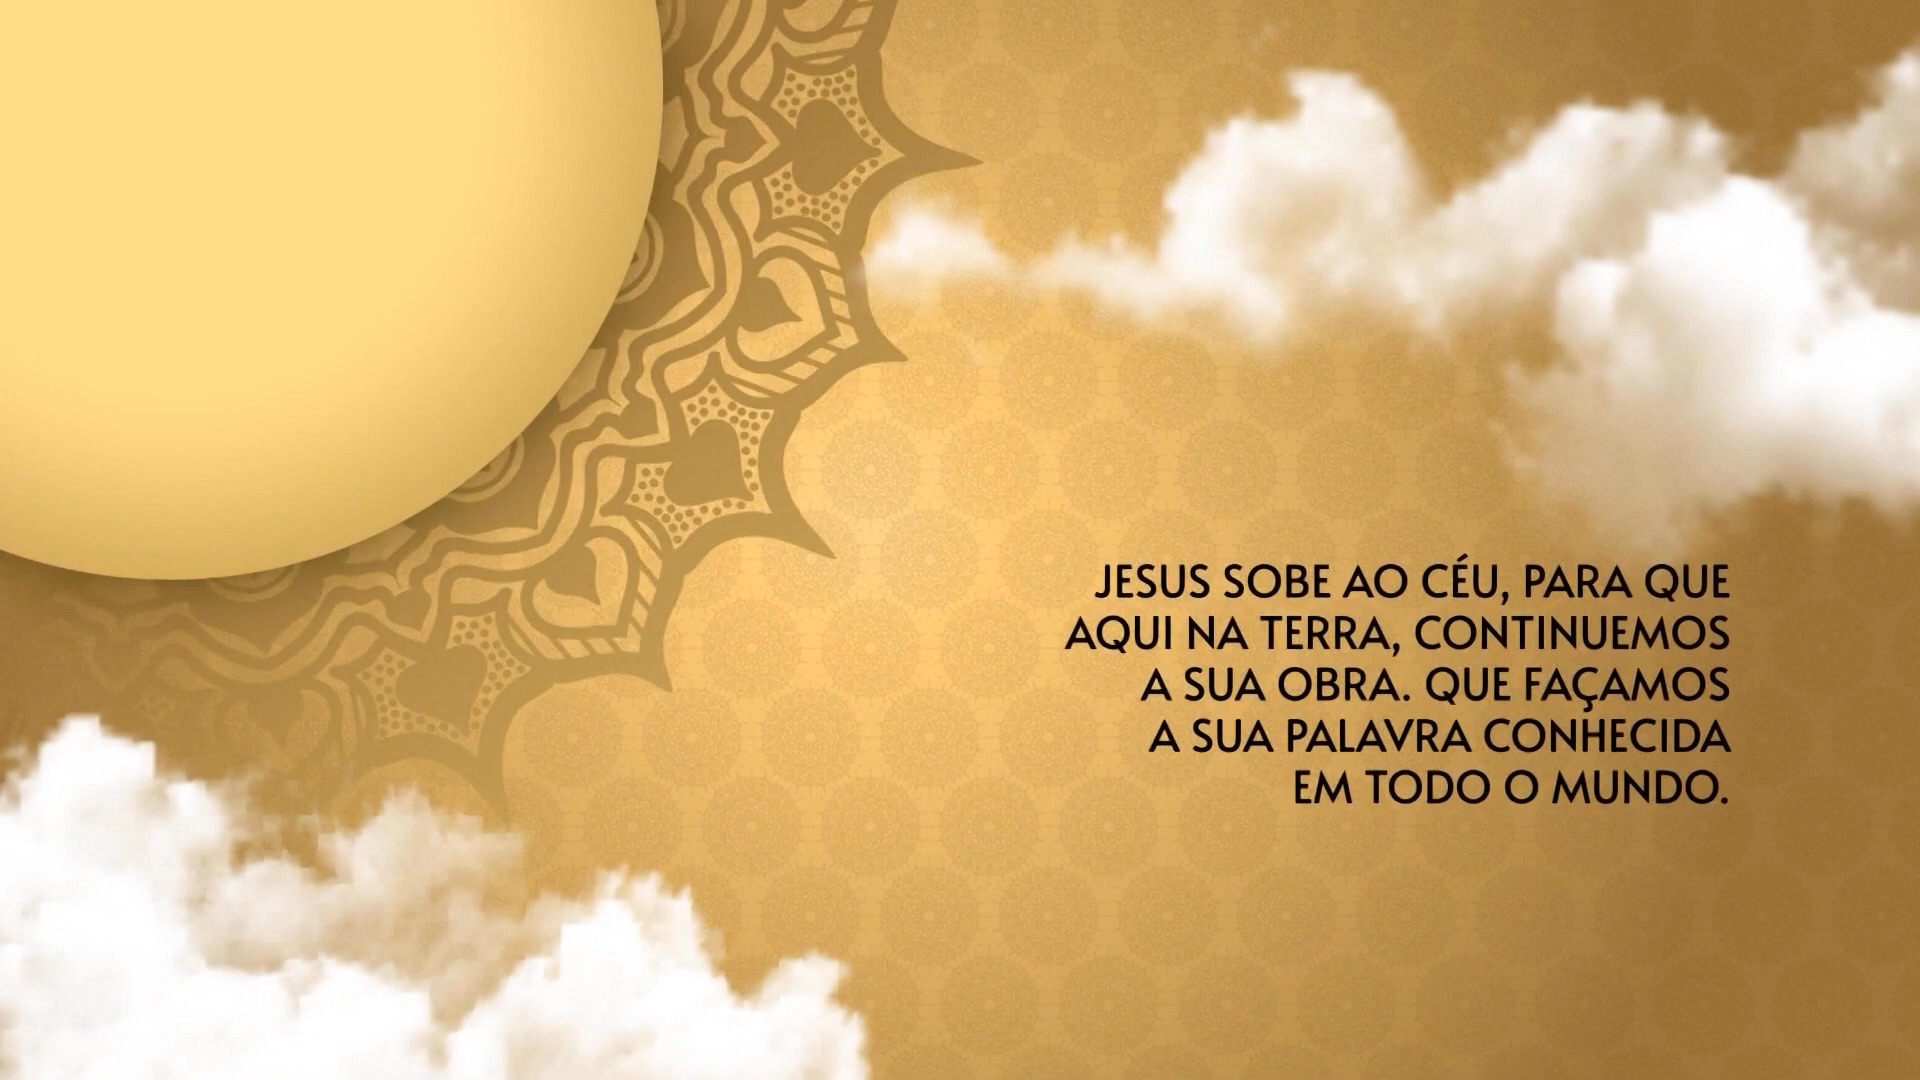 JESUS SOBE AO CÉU, PARA QUE
AQUI NA TERRA, CONTINUEMOS
A SUA OBRA. QUE FAÇAMOS
A SUA PALAVRA CONHECIDA
EM TODO O MUNDO.